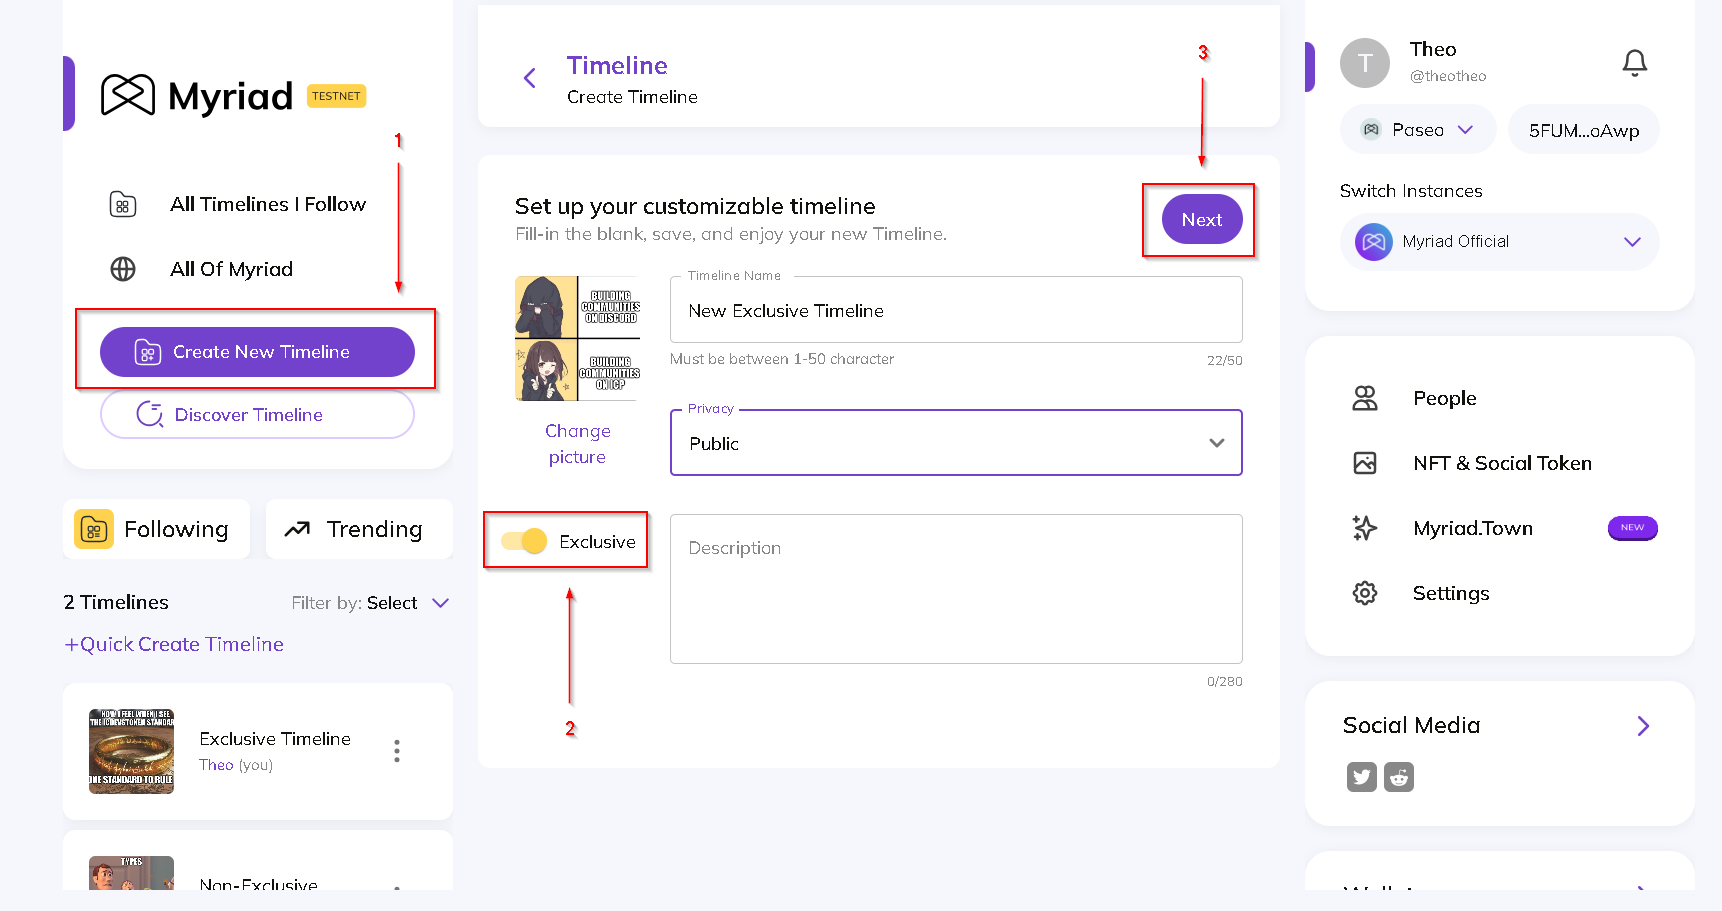 Myriad TESTNET
1
All Timelines I Follow
All Of Myriad
Create New Timeline
Discover Timeline
Following
Trending
2 Timelines
Filter by: Select
+Quick Create Timeline
HOW I FEEL WHEN I SEE
ONE STANDARD TO RULE
Exclusive Timeline
Theo (you)
TYPES
Non-Exclusive
Timeline
Create Timeline
3
Set up your customizable timeline
Fill-in the blank, save, and enjoy your new Timeline.
Next
BUILDING
COMMUNITIES
ON DISCORD
BUILDING
COMMUNITIES
ON ICP
Change
picture
Timeline Name
New Exclusive Timeline
Must be between 1-50 character
22/50
Privacy
Public
Exclusive
2
Description
0/280
T
Theo
@theotheo
Paseo
5FUM...oAwp
Switch Instances
Myriad Official
People
NFT & Social Token
Myriad.Town
NEW
Settings
Social Media